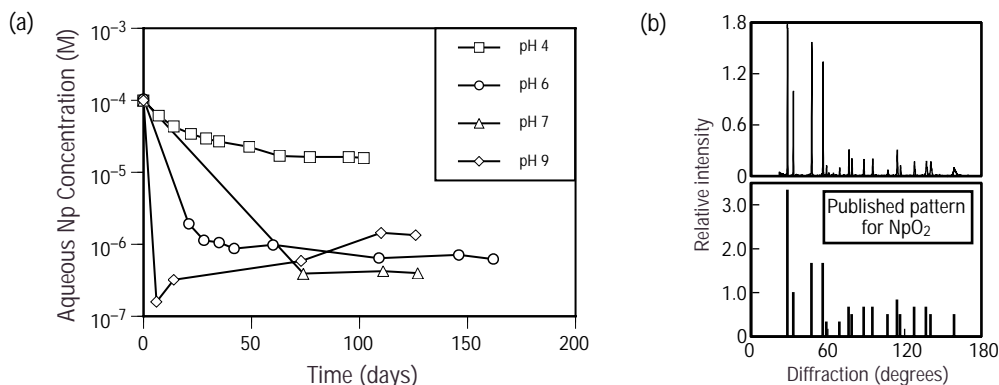 (a)
Aqueous Np Concentration (M)
10–3
10–4
10–5
10–6
10–7
0
50
100
150
200
Time (days)
pH 4
pH 6
pH 7
pH 9
(b)
Relative intensity
1.8
1.2
0.6
0
3.0
2.0
1.0
0
Published pattern
for NpO2
0
60
120
180
Diffraction (degrees)